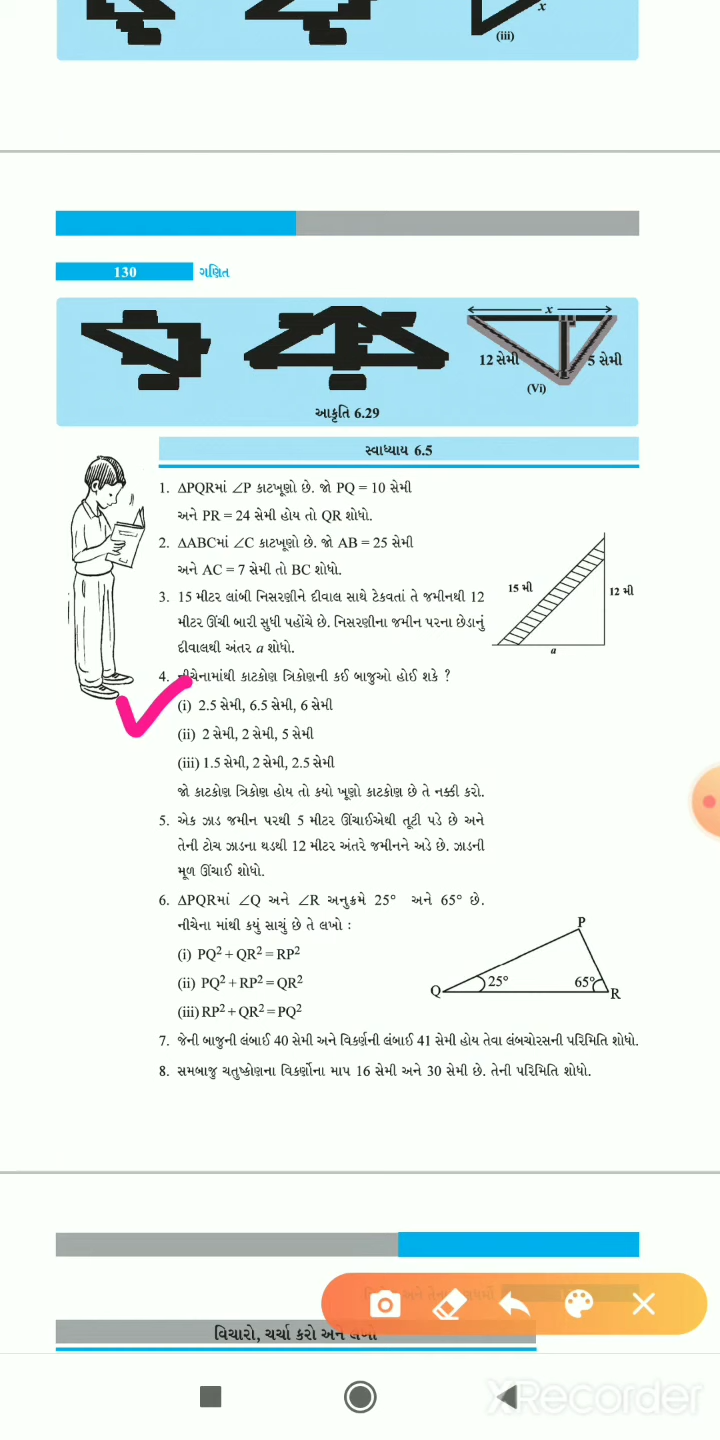 x
(iii)
130 ગણિત
x
12 સેમી 5 સેમી
(Vi)
આકૃતિ 6.29
સ્વાધ્યાય 6.5
1. ΔPQRમાં ∠P કાટખૂણો છે. જો PQ = 10 સેમી
અને PR = 24 સેમી હોય તો QR શોધો.
2. ΔABCમાં ∠C કાટખૂણો છે. જો AB = 25 સેમી
અને AC = 7 સેમી તો BC શોધો.
3. 15 મીટર લાંબી નિસરણીને દીવાલ સાથે ટેકવતાં તે જમીનથી 12
મીટર ઊંચી બારી સુધી પહોંચે છે. નિસરણીના જમીન પરના છેડાનું
દીવાલથી અંતર a શોધો.
15 મી 12 મી
a
4. નીચેનામાંથી કાટકોણ ત્રિકોણની કઈ બાજુઓ હોઈ શકે ?
(i) 2.5 સેમી, 6.5 સેમી, 6 સેમી
(ii) 2 સેમી, 2 સેમી, 5 સેમી
(iii) 1.5 સેમી, 2 સેમી, 2.5 સેમી
જો કાટકોણ ત્રિકોણ હોય તો કયો ખૂણો કાટકોણ છે તે નક્કી કરો.
5. એક ઝાડ જમીન પરથી 5 મીટર ઊંચાઈએથી તૂટી પડે છે અને
તેની ટોચ ઝાડના થડથી 12 મીટર અંતરે જમીનને અડે છે. ઝાડની
મૂળ ઊંચાઈ શોધો.
6. ΔPQRમાં ∠Q અને ∠R અનુક્રમે 25° અને 65° છે.
નીચેના માંથી કયું સાચું છે તે લખો :
(i) PQ² + QR² = RP²
(ii) PQ² + RP² = QR²
(iii) RP² + QR² = PQ²
P
Q 25° 65° R
7. જેની બાજુની લંબાઈ 40 સેમી અને વિકર્ણની લંબાઈ 41 સેમી હોય તેવા લંબચોરસની પરિમિતિ શોધો.
8. સમબાજુ ચતુષ્કોણના વિકર્ણોના માપ 16 સેમી અને 30 સેમી છે. તેની પરિમિતિ શોધો.
વિચારો, ચર્ચા કરો અને લખો
XRecorder